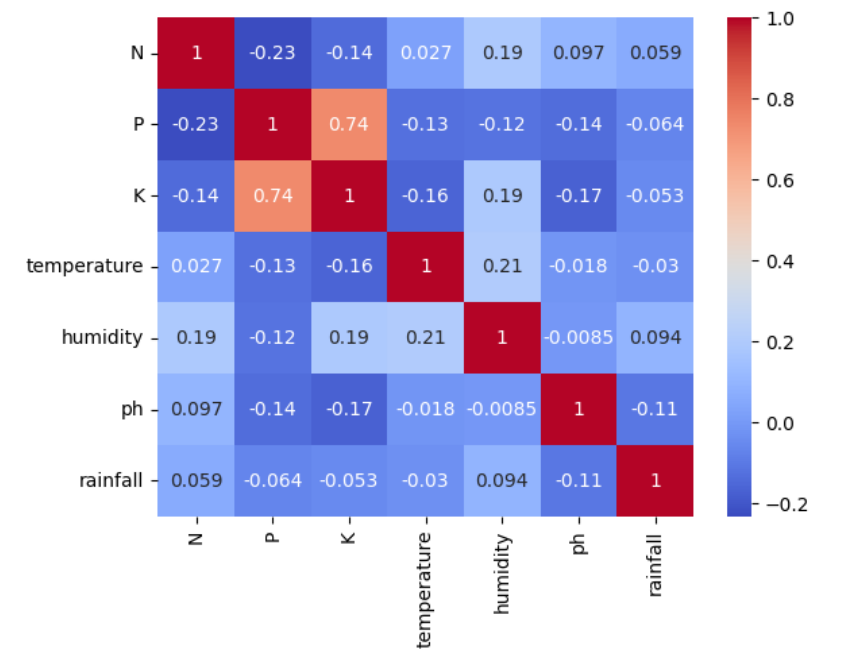 N 1 -0.23 -0.14 0.027 0.19 0.097 0.059
P -0.23 1 0.74 -0.13 -0.12 -0.14 -0.064
K -0.14 0.74 1 -0.16 0.19 -0.17 -0.053
temperature 0.027 -0.13 -0.16 1 0.21 -0.018 -0.03
humidity 0.19 -0.12 0.19 0.21 1 -0.0085 0.094
ph 0.097 -0.14 -0.17 -0.018 -0.0085 1 -0.11
rainfall 0.059 -0.064 -0.053 -0.03 0.094 -0.11 1
N P K temperature humidity ph rainfall
1.0
0.8
0.6
0.4
0.2
0.0
−0.2